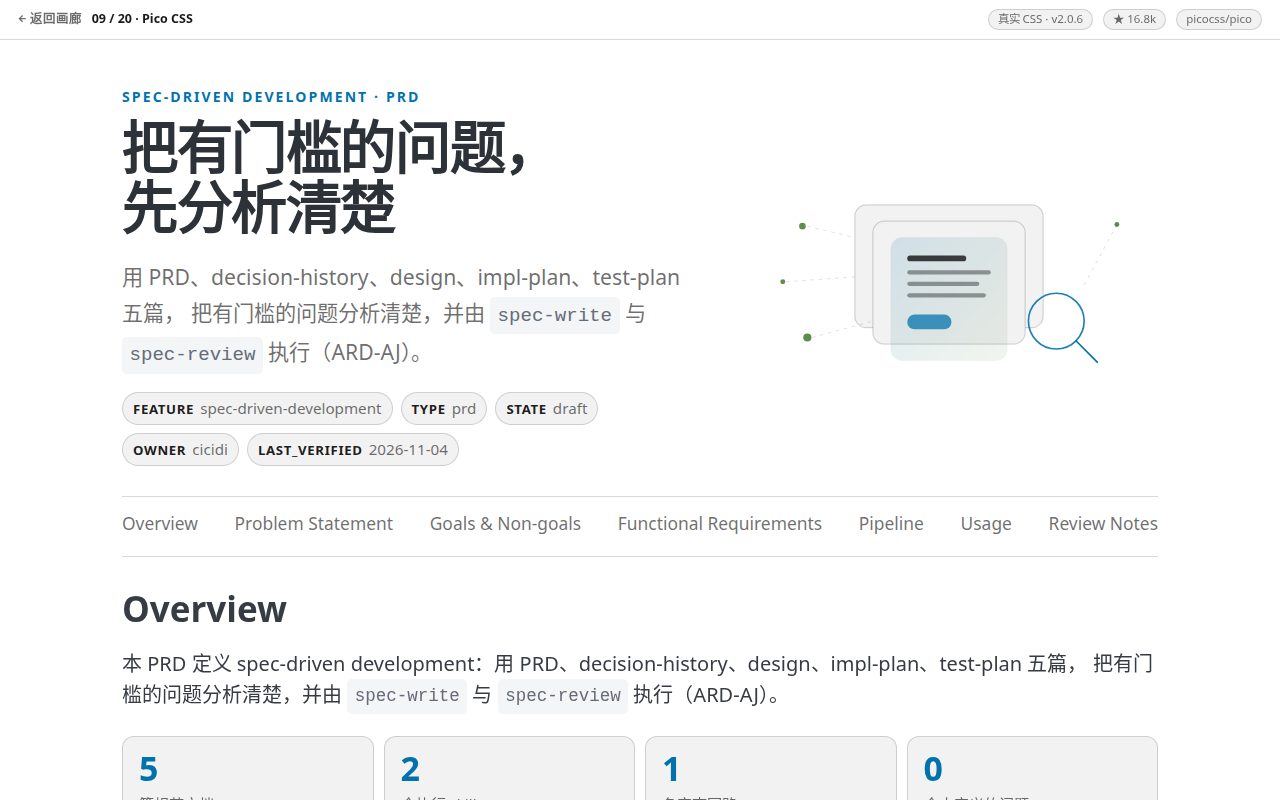 ← 返回画廊 09 / 20 · Pico CSS
真实 CSS · v2.0.6 ★ 16.8k picocss/pico
SPEC-DRIVEN DEVELOPMENT · PRD
把有门槛的问题，
先分析清楚
用 PRD、decision-history、design、impl-plan、test-plan
五篇， 把有门槛的问题分析清楚，并由 spec-write 与
spec-review 执行（ARD-AJ）。
FEATURE spec-driven-development TYPE prd STATE draft
OWNER cicidi LAST_VERIFIED 2026-11-04
Overview Problem Statement Goals & Non-goals Functional Requirements Pipeline Usage Review Notes
Overview
本 PRD 定义 spec-driven development：用 PRD、decision-history、design、impl-plan、test-plan 五篇， 把有门
槛的问题分析清楚，并由 spec-write 与 spec-review 执行（ARD-AJ）。
5 2 1 0